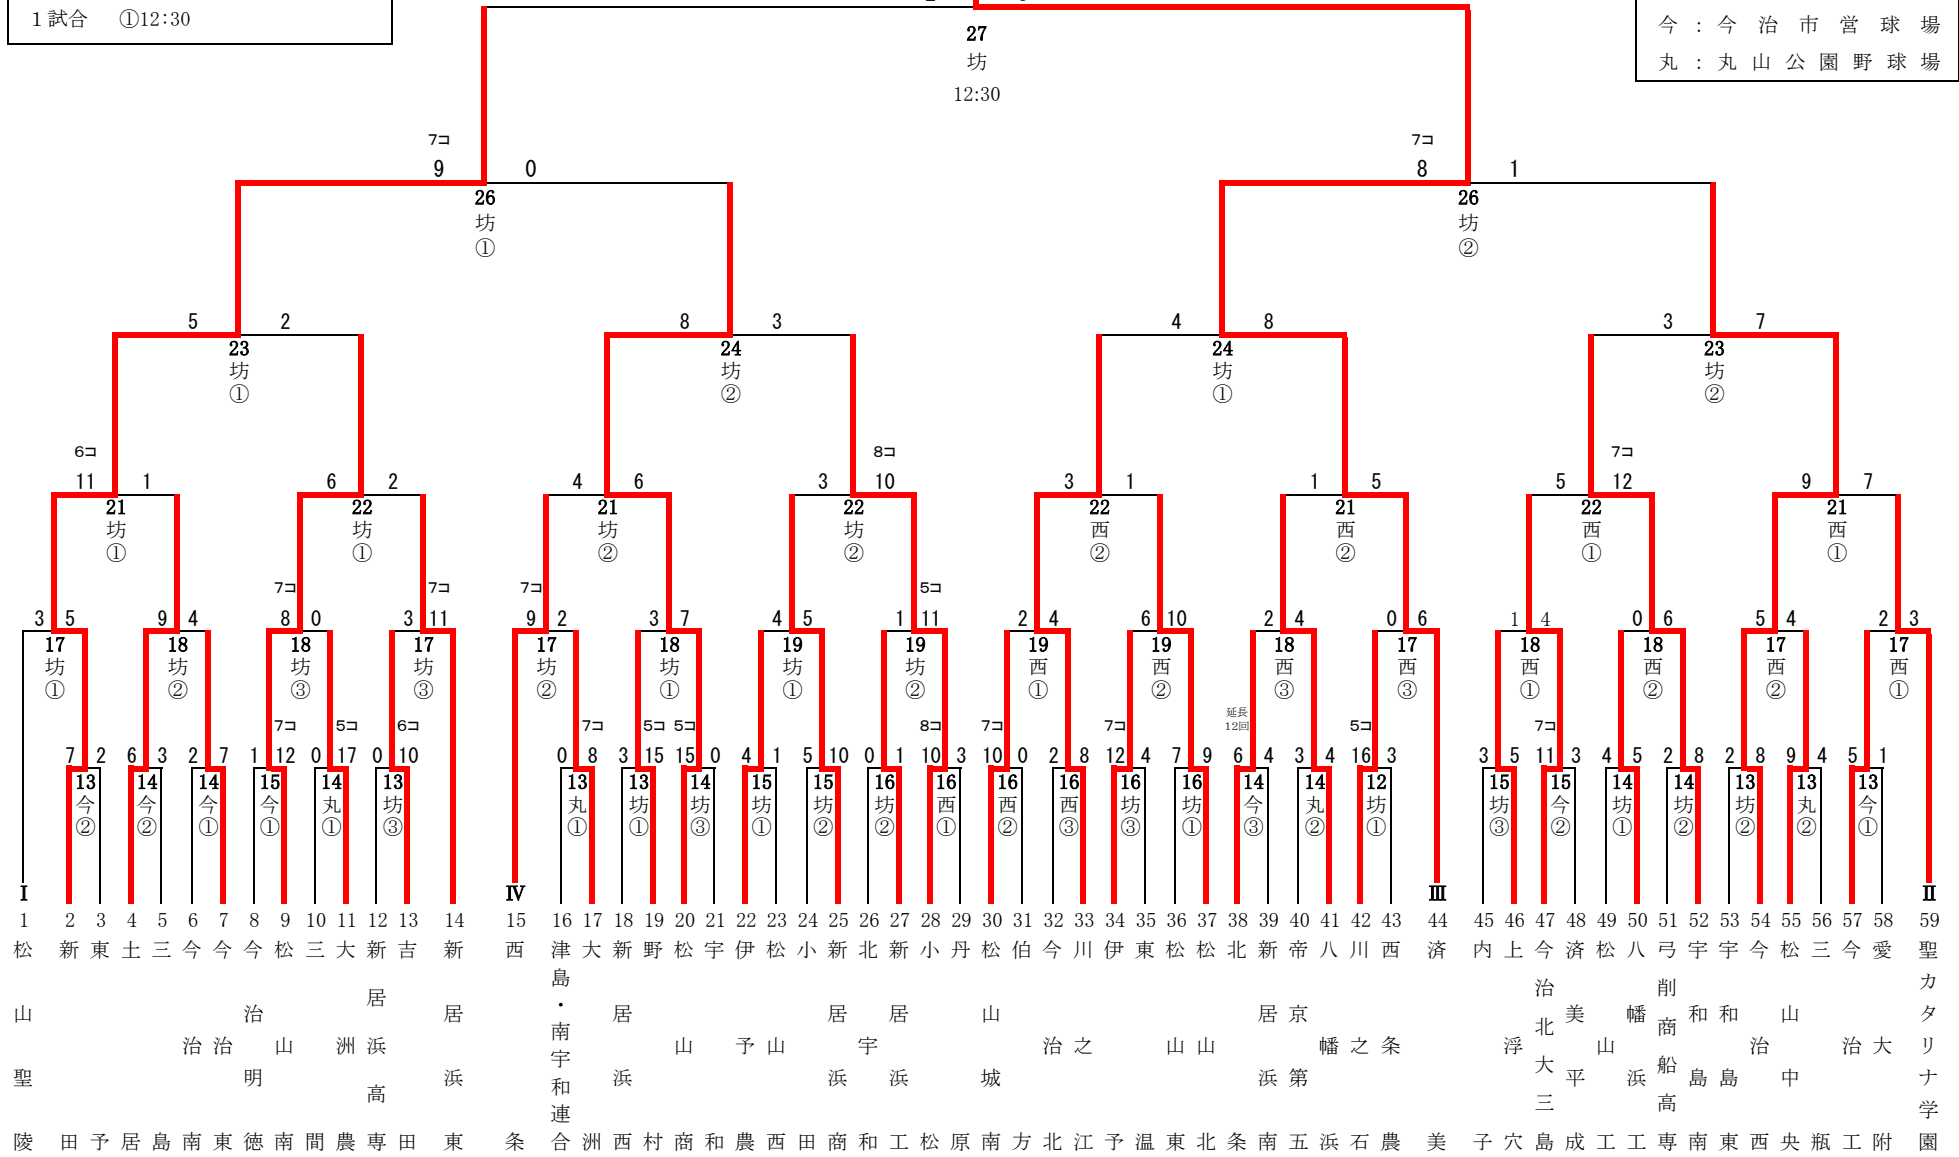 1試合 ①12:30
今：今治市営球場
丸：丸山公園野球場
27
坊
12:30
7コ 7コ
9 0 8 1
26 26
坊 坊
① ②
5 2 8 3 4 8 3 7
23 24 24 23
坊 坊 坊 坊
① ② ① ②
6コ 8コ 7コ
11 1 6 2 4 6 3 10 3 1 1 5 5 12 9 7
21 22 21 22 22 21 22 21
坊 坊 坊 坊 西 西 西 西
① ① ② ② ② ② ① ①
7コ 7コ 7コ 5コ
3 5 9 4 8 0 3 11 9 2 3 7 4 5 1 11 2 4 6 10 2 4 0 6 1 4 0 6 5 4 2 3
17 18 18 17 17 18 19 19 19 19 18 17 18 18 17 17
坊 坊 坊 坊 坊 坊 坊 坊 西 西 西 西 西 西 西 西
① ② ③ ③ ② ① ① ② ① ② ③ ③ ① ② ② ①
7コ 5コ 6コ 7コ 5コ 5コ 8コ 7コ 7コ 延長 5コ 7コ
12回
7 2 6 3 2 7 1 12 0 17 0 10 0 8 3 15 15 0 4 1 5 10 0 1 10 3 10 0 2 8 12 4 7 9 6 4 3 4 16 3 3 5 11 3 4 5 2 8 2 8 9 4 5 1
13 14 14 15 14 13 13 13 14 15 15 16 16 16 16 16 16 14 14 12 15 15 14 14 13 13 13
今 今 今 今 丸 坊 丸 坊 坊 坊 坊 坊 西 西 西 坊 坊 今 丸 坊 坊 今 坊 坊 坊 丸 今
② ② ① ① ① ③ ① ① ③ ① ② ② ① ② ③ ③ ① ③ ② ① ③ ② ① ② ② ② ①
Ⅰ Ⅳ Ⅲ Ⅱ
1 松山聖陵
2 新田
3 東予
4 土居
5 三島
6 今治南
7 今治東
8 今治明徳
9 松山南
10 三間
11 大洲農
12 新居浜高専
13 吉田
14 新居浜東
15 西条
16 津島・南宇和連合
17 大洲
18 新居浜西
19 野村
20 松山商
21 宇和
22 伊予農
23 松山西
24 小田
25 新居浜商
26 北宇和
27 新居浜工
28 小松
29 丹原
30 松山城南
31 伯方
32 今治北
33 川之江
34 伊予
35 東温
36 松山東
37 松山北
38 北条
39 新居浜南
40 帝京第五
41 八幡浜
42 川之石
43 西条農
44 済美
45 内子
46 上浮穴
47 今治北大三島
48 済美平成
49 松山工
50 八幡浜工
51 弓削商船高専
52 宇和島南
53 宇和島東
54 今治西
55 松山中央
56 三瓶
57 今治工
58 愛大附
59 聖カタリナ学園